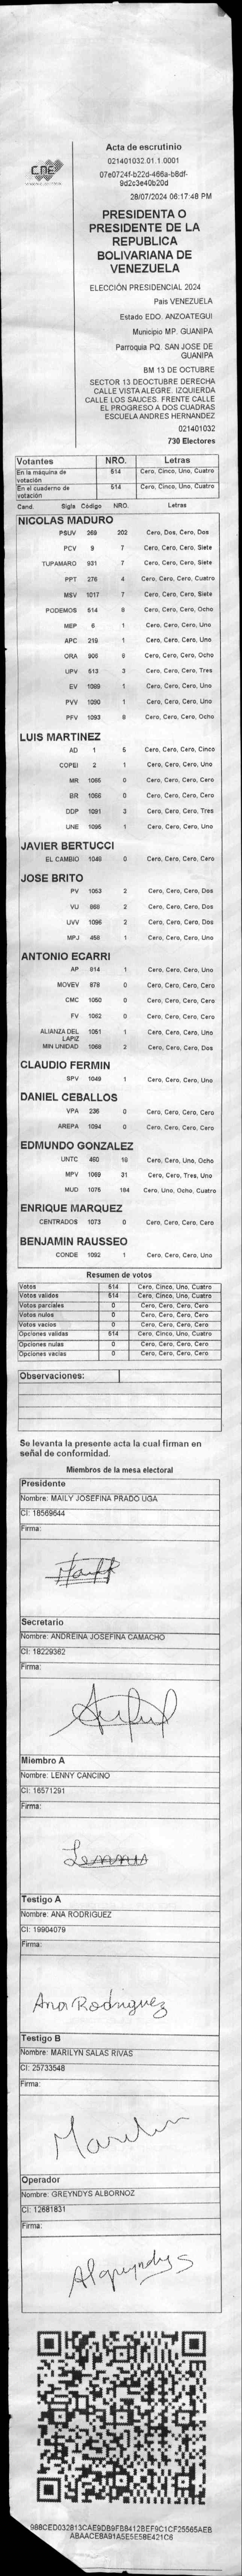 CNE
Acta de escrutinio
021401032.01.1.0001
07e0724f-b22d-466a-b8df-
9d2c3e40b20d
28/07/2024 06:17:48 PM
PRESIDENTA O
PRESIDENTE DE LA
REPUBLICA
BOLIVARIANA DE
VENEZUELA
ELECCIÓN PRESIDENCIAL 2024
Pais VENEZUELA
Estado EDO. ANZOATEGUI
Municipio MP. GUANIPA
Parroquia PQ. SAN JOSE DE
GUANIPA
BM 13 DE OCTUBRE
SECTOR 13 DEOCTUBRE DERECHA
CALLE VISTA ALEGRE. IZQUIERDA
CALLE LOS SAUCES. FRENTE CALLE
EL PROGRESO A DOS CUADRAS
ESCUELA ANDRES HERNANDEZ
021401032
730 Electores
Votantes NRO. Letras
En la maquina de votación 514 Cero, Cinco, Uno, Cuatro
En el cuaderno de votación 514 Cero, Cinco, Uno, Cuatro
Cand. Sigla Código NRO. Letras
NICOLAS MADURO
PSUV 269 202 Cero, Dos, Cero, Dos
PCV 9 7 Cero, Cero, Cero, Siete
TUPAMARO 931 7 Cero, Cero, Cero, Siete
PPT 276 4 Cero, Cero, Cero, Cuatro
MSV 1017 7 Cero, Cero, Cero, Siete
PODEMOS 514 8 Cero, Cero, Cero, Ocho
MEP 6 1 Cero, Cero, Cero, Uno
APC 219 1 Cero, Cero, Cero, Uno
ORA 906 8 Cero, Cero, Cero, Ocho
UPV 513 3 Cero, Cero, Cero, Tres
EV 1089 1 Cero, Cero, Cero, Uno
PVV 1090 1 Cero, Cero, Cero, Uno
PFV 1093 8 Cero, Cero, Cero, Ocho
LUIS MARTINEZ
AD 1 5 Cero, Cero, Cero, Cinco
COPEI 2 1 Cero, Cero, Cero, Uno
MR 1065 0 Cero, Cero, Cero, Cero
BR 1066 0 Cero, Cero, Cero, Cero
DDP 1091 3 Cero, Cero, Cero, Tres
UNE 1095 1 Cero, Cero, Cero, Uno
JAVIER BERTUCCI
EL CAMBIO 1048 0 Cero, Cero, Cero, Cero
JOSE BRITO
PV 1053 2 Cero, Cero, Cero, Dos
VU 868 2 Cero, Cero, Cero, Dos
UVV 1096 2 Cero, Cero, Cero, Dos
MPJ 458 1 Cero, Cero, Cero, Uno
ANTONIO ECARRI
AP 914 1 Cero, Cero, Cero, Uno
MOVEV 878 0 Cero, Cero, Cero, Cero
CMC 1050 0 Cero, Cero, Cero, Cero
FV 1062 0 Cero, Cero, Cero, Cero
ALIANZA DEL LAPIZ 1051 1 Cero, Cero, Cero, Uno
MIN UNIDAD 1068 2 Cero, Cero, Cero, Dos
CLAUDIO FERMIN
SPV 1049 1 Cero, Cero, Cero, Uno
DANIEL CEBALLOS
VPA 236 0 Cero, Cero, Cero, Cero
AREPA 1094 0 Cero, Cero, Cero, Cero
EDMUNDO GONZALEZ
UNTC 460 18 Cero, Cero, Uno, Ocho
MPV 1069 31 Cero, Cero, Tres, Uno
MUD 1075 184 Cero, Uno, Ocho, Cuatro
ENRIQUE MARQUEZ
CENTRADOS 1073 0 Cero, Cero, Cero, Cero
BENJAMIN RAUSSEO
CONDE 1092 1 Cero, Cero, Cero, Uno
Resumen de votos
Votos 514 Cero, Cinco, Uno, Cuatro
Votos validos 514 Cero, Cinco, Uno, Cuatro
Votos parciales 0 Cero, Cero, Cero, Cero
Votos nulos 0 Cero, Cero, Cero, Cero
Votos vacios 0 Cero, Cero, Cero, Cero
Opciones validas 514 Cero, Cinco, Uno, Cuatro
Opciones nulas 0 Cero, Cero, Cero, Cero
Opciones vacias 0 Cero, Cero, Cero, Cero
Observaciones:
Se levanta la presente acta la cual firman en
señal de conformidad.
Miembros de la mesa electoral
Presidente
Nombre: MAILY JOSEFINA PRADO UGA
CI: 18569644
Firma:
Secretario
Nombre: ANDREINA JOSEFINA CAMACHO
CI: 18229382
Firma:
Miembro A
Nombre: LENNY CANCINO
CI: 16571291
Firma:
Testigo A
Nombre: ANA RODRIGUEZ
CI: 19904079
Firma:
Ana Rodriguez
Testigo B
Nombre: MARILYN SALAS RIVAS
CI: 25733548
Firma:
Operador
Nombre: GREYNDYS ALBORNOZ
CI: 12681831
Firma:
988CED032813CAE9DB9FBB412BEF9C1CF25565AEB
ABAACE8A91A5E5E58E421C6